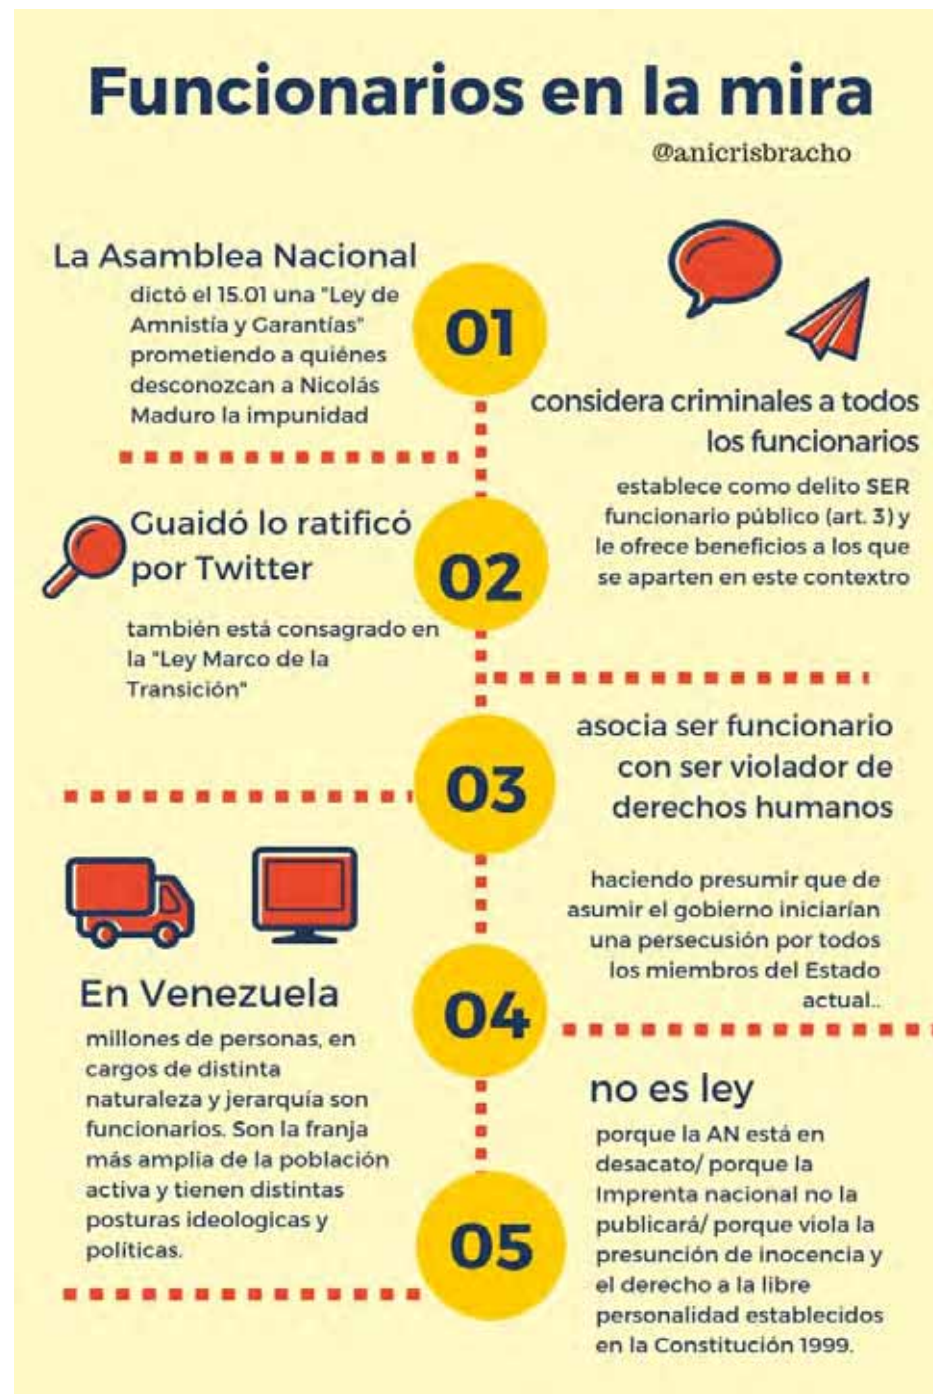 Funcionarios en la mira
@anicrisbracho
La Asamblea Nacional
dictó el 15.01 una "Ley de
Amnistía y Garantías"
prometiendo a quiénes
desconozcan a Nicolás
Maduro la impunidad
01
considera criminales a todos
los funcionarios
establece como delito SER
funcionario público (art. 3) y
le ofrece beneficios a los que
se aparten en este contextro
Guaidó lo ratificó
por Twitter
también está consagrado en
la "Ley Marco de la
Transición"
02
asocia ser funcionario
con ser violador de
derechos humanos
haciendo presumir que de
asumir el gobierno iniciarían
una persecusión por todos
los miembros del Estado
actual..
03
En Venezuela
millones de personas, en
cargos de distinta
naturaleza y jerarquía son
funcionarios. Son la franja
más amplia de la población
activa y tienen distintas
posturas ideologicas y
políticas.
04
no es ley
porque la AN está en
desacato/ porque la
Imprenta nacional no la
publicará/ porque viola la
presunción de inocencia y
el derecho a la libre
personalidad establecidos
en la Constitución 1999.
05